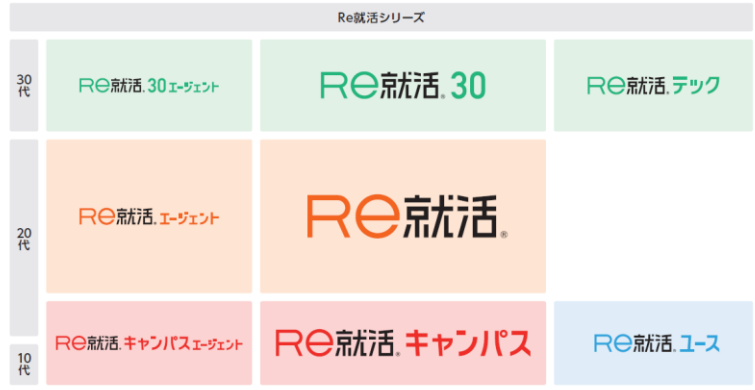 Re就活シリーズ
30
代
Re就活。30エージェント
Re就活®30
Re就活。テック
20
代
Re就活。エージェント
Re就活®
10
代
Re就活。キャンパスエージェント
Re就活®キャンパス
Re就活。ユース